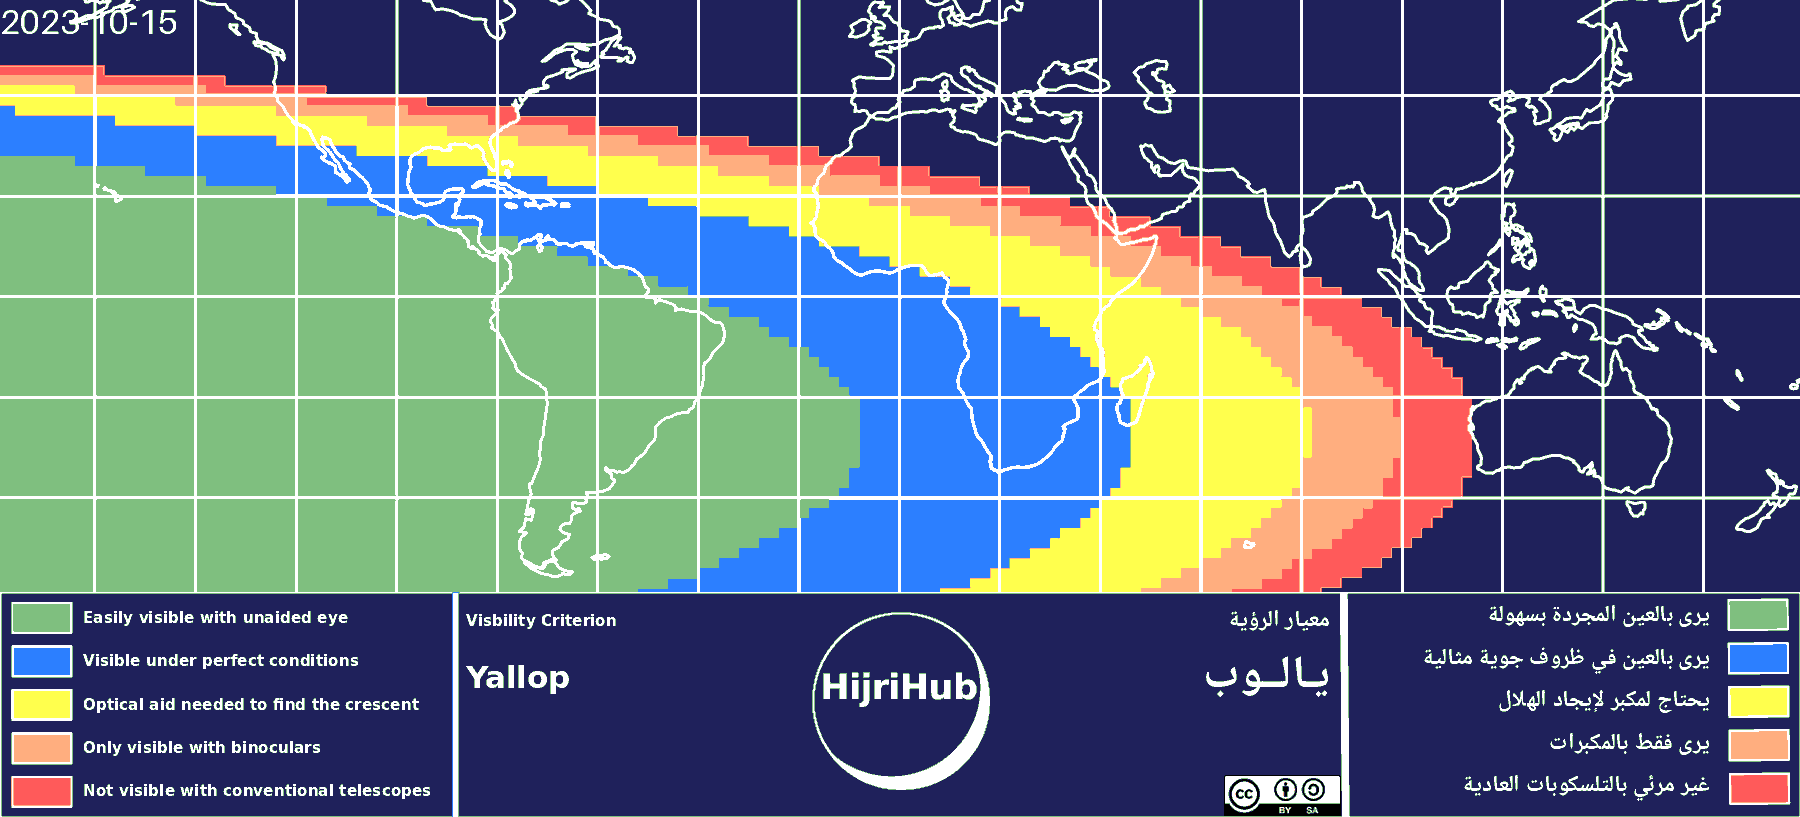 2023-10-15
Easily visible with unaided eye
Visible under perfect conditions
Optical aid needed to find the crescent
Only visible with binoculars
Not visible with conventional telescopes
Visbility Criterion
Yallop
HijriHub
معيار الرؤية
يـالـوب
cc
BY SA
يرى بالعين المجردة بسهولة
يرى بالعين في ظروف جوية مثالية
يحتاج لمكبر لإيجاد الهلال
يرى فقط بالمكبرات
غير مرئي بالتلسكوبات العادية